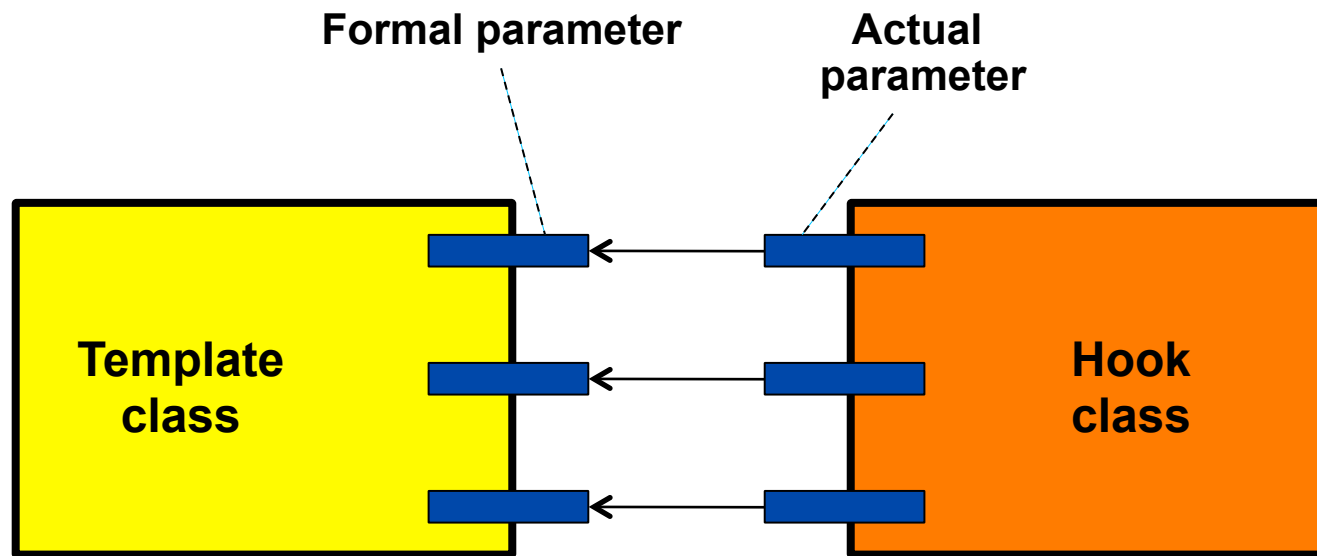 Formal parameter
Actual
parameter
Template
class
Hook
class